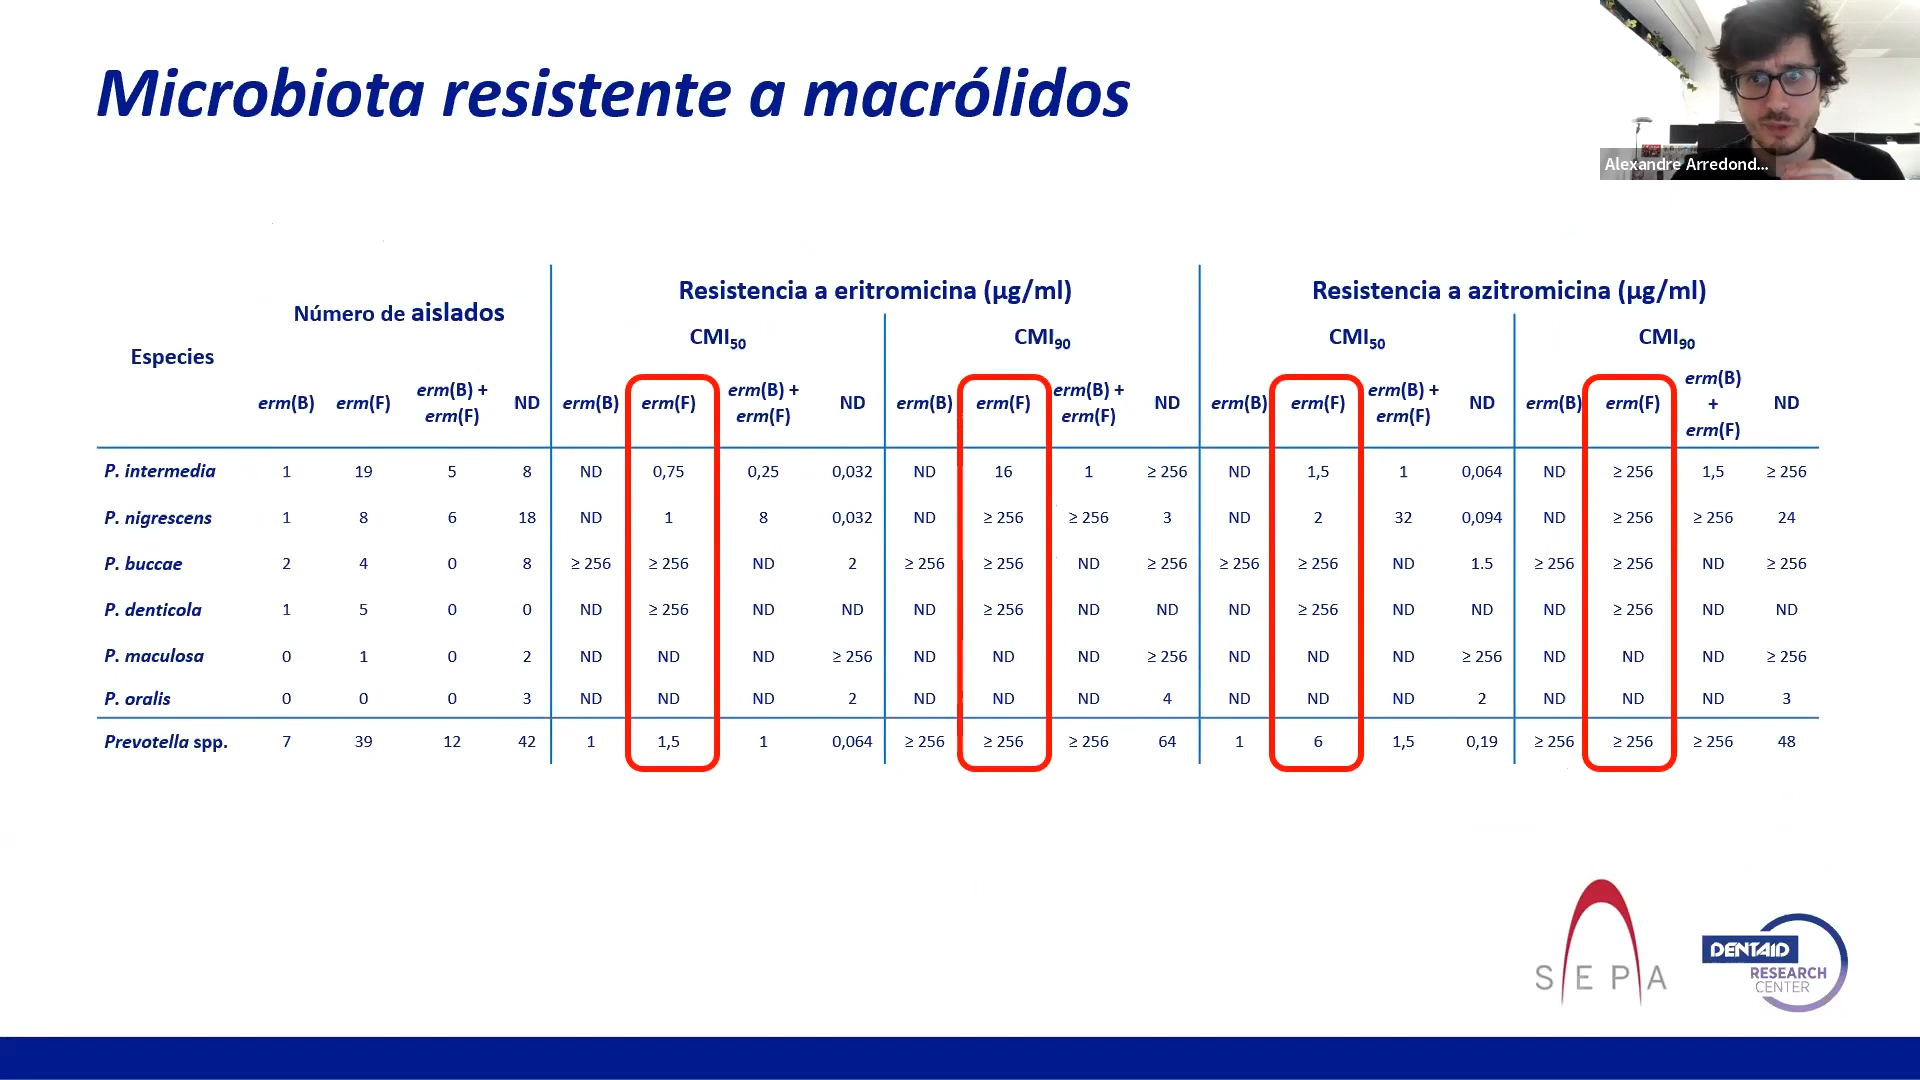 Microbiota resistente a macrólidos
Alexandre Arredond...
Especies
Número de aislados
Resistencia a eritromicina (µg/ml)
Resistencia a azitromicina (µg/ml)
CMI50 CMI90 CMI50 CMI90
erm(B) erm(F) erm(B) + erm(F) ND erm(B) erm(F) erm(B) + erm(F) ND erm(B) erm(F) erm(B) + erm(F) ND erm(B) erm(F) erm(B) + erm(F) ND erm(B) erm(F) erm(B) + erm(F) ND
P. intermedia 1 19 5 8 ND 0,75 0,25 0,032 ND 16 1 ≥ 256 ND 1,5 1 0,064 ND ≥ 256 1,5 ≥ 256
P. nigrescens 1 8 6 18 ND 1 8 0,032 ND ≥ 256 ≥ 256 3 ND 2 32 0,094 ND ≥ 256 ≥ 256 24
P. buccae 2 4 0 8 ≥ 256 ≥ 256 ND 2 ≥ 256 ≥ 256 ND ≥ 256 ≥ 256 ≥ 256 ND 1.5 ≥ 256 ≥ 256 ND ≥ 256
P. denticola 1 5 0 0 ND ≥ 256 ND ND ND ≥ 256 ND ND ND ≥ 256 ND ND ND ≥ 256 ND ND
P. maculosa 0 1 0 2 ND ND ND ≥ 256 ND ND ND ≥ 256 ND ND ND ≥ 256 ND ND ND ≥ 256
P. oralis 0 0 0 3 ND ND ND 2 ND ND ND 4 ND ND ND 2 ND ND ND 3
Prevotella spp. 7 39 12 42 1 1,5 1 0,064 ≥ 256 ≥ 256 ≥ 256 64 1 6 1,5 0,19 ≥ 256 ≥ 256 ≥ 256 48
SEPA
DENTAID
RESEARCH
CENTER